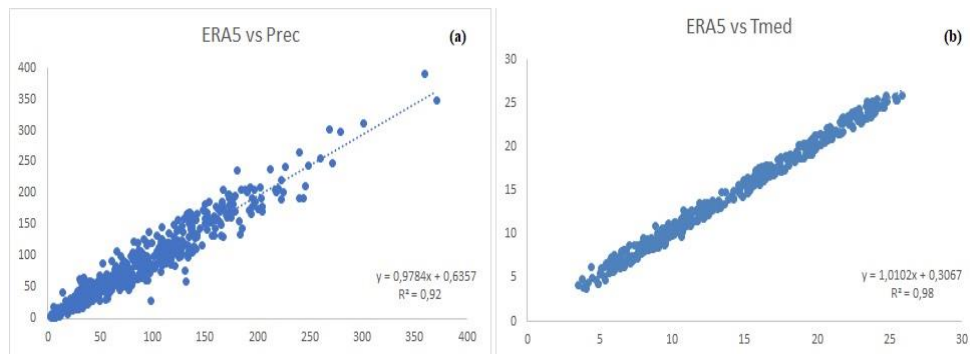 ERA5 vs Prec
(a)
400
350
300
250
200
150
100
50
0
0 50 100 150 200 250 300 350 400
y = 0,9784x + 0,6357
R² = 0,92
ERA5 vs Tmed
(b)
30
25
20
15
10
5
0
0 5 10 15 20 25 30
y = 1,0102x + 0,3067
R² = 0,98